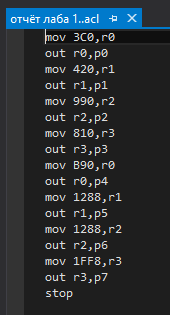 отчёт лаба 1..acl
mov 3C0,r0
out r0,p0
mov 420,r1
out r1,p1
mov 990,r2
out r2,p2
mov 810,r3
out r3,p3
mov B90,r0
out r0,p4
mov 1288,r1
out r1,p5
mov 1288,r2
out r2,p6
mov 1FF8,r3
out r3,p7
stop